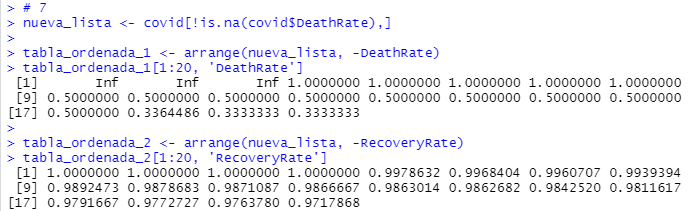 > # 7
> nueva_lista <- covid[!is.na(covid$DeathRate),]
>
> tabla_ordenada_1 <- arrange(nueva_lista, -DeathRate)
> tabla_ordenada_1[1:20, 'DeathRate']
 [1]       Inf       Inf       Inf 1.0000000 1.0000000 1.0000000 1.0000000 1.0000000
 [9] 0.5000000 0.5000000 0.5000000 0.5000000 0.5000000 0.5000000 0.5000000 0.5000000
[17] 0.5000000 0.3364486 0.3333333 0.3333333
>
> tabla_ordenada_2 <- arrange(nueva_lista, -RecoveryRate)
> tabla_ordenada_2[1:20, 'RecoveryRate']
 [1] 1.0000000 1.0000000 1.0000000 1.0000000 0.9978632 0.9968404 0.9960707 0.9939394
 [9] 0.9892473 0.9878683 0.9871087 0.9866667 0.9863014 0.9862682 0.9842520 0.9811617
[17] 0.9791667 0.9772727 0.9763780 0.9717868